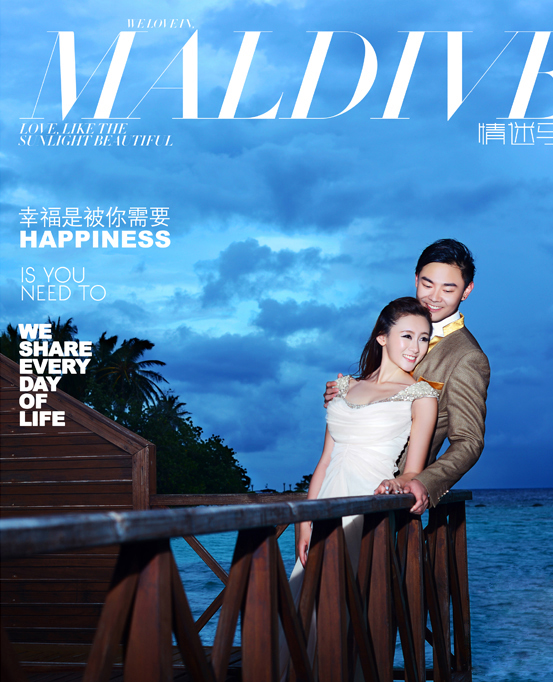 WE LOVE IN,
MALDIVE
LOVE, LIKE THE
SUNLIGHT BEAUTIFUL
情迷
幸福是被你需要
HAPPINESS
IS YOU
NEED TO
WE
SHARE
EVERY
DAY
OF
LIFE